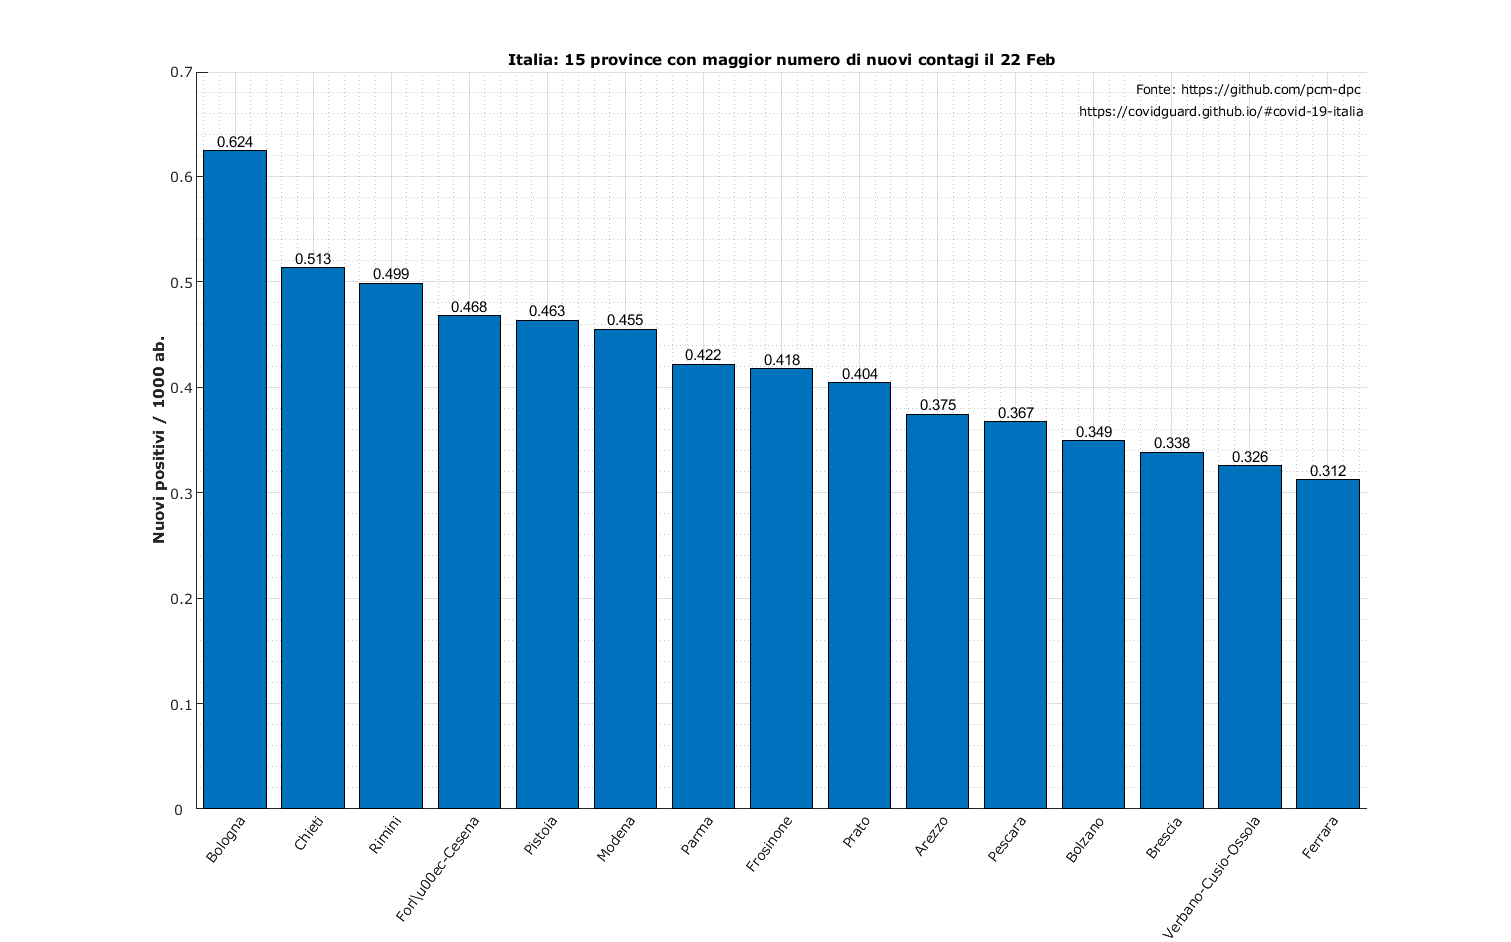 Italia: 15 province con maggior numero di nuovi contagi il 22 Feb
Fonte: https://github.com/pcm-dpc
https://covidguard.github.io/#covid-19-italia
Nuovi positivi / 1000 ab.
0.7
0.6
0.5
0.4
0.3
0.2
0.1
0
0.624
0.513
0.499
0.468
0.463
0.455
0.422
0.418
0.404
0.375
0.367
0.349
0.338
0.326
0.312
Bologna
Chieti
Rimini
Forl\u00ec-Cesena
Pistoia
Modena
Parma
Frosinone
Prato
Arezzo
Pescara
Bolzano
Brescia
Verbano-Cusio-Ossola
Ferrara